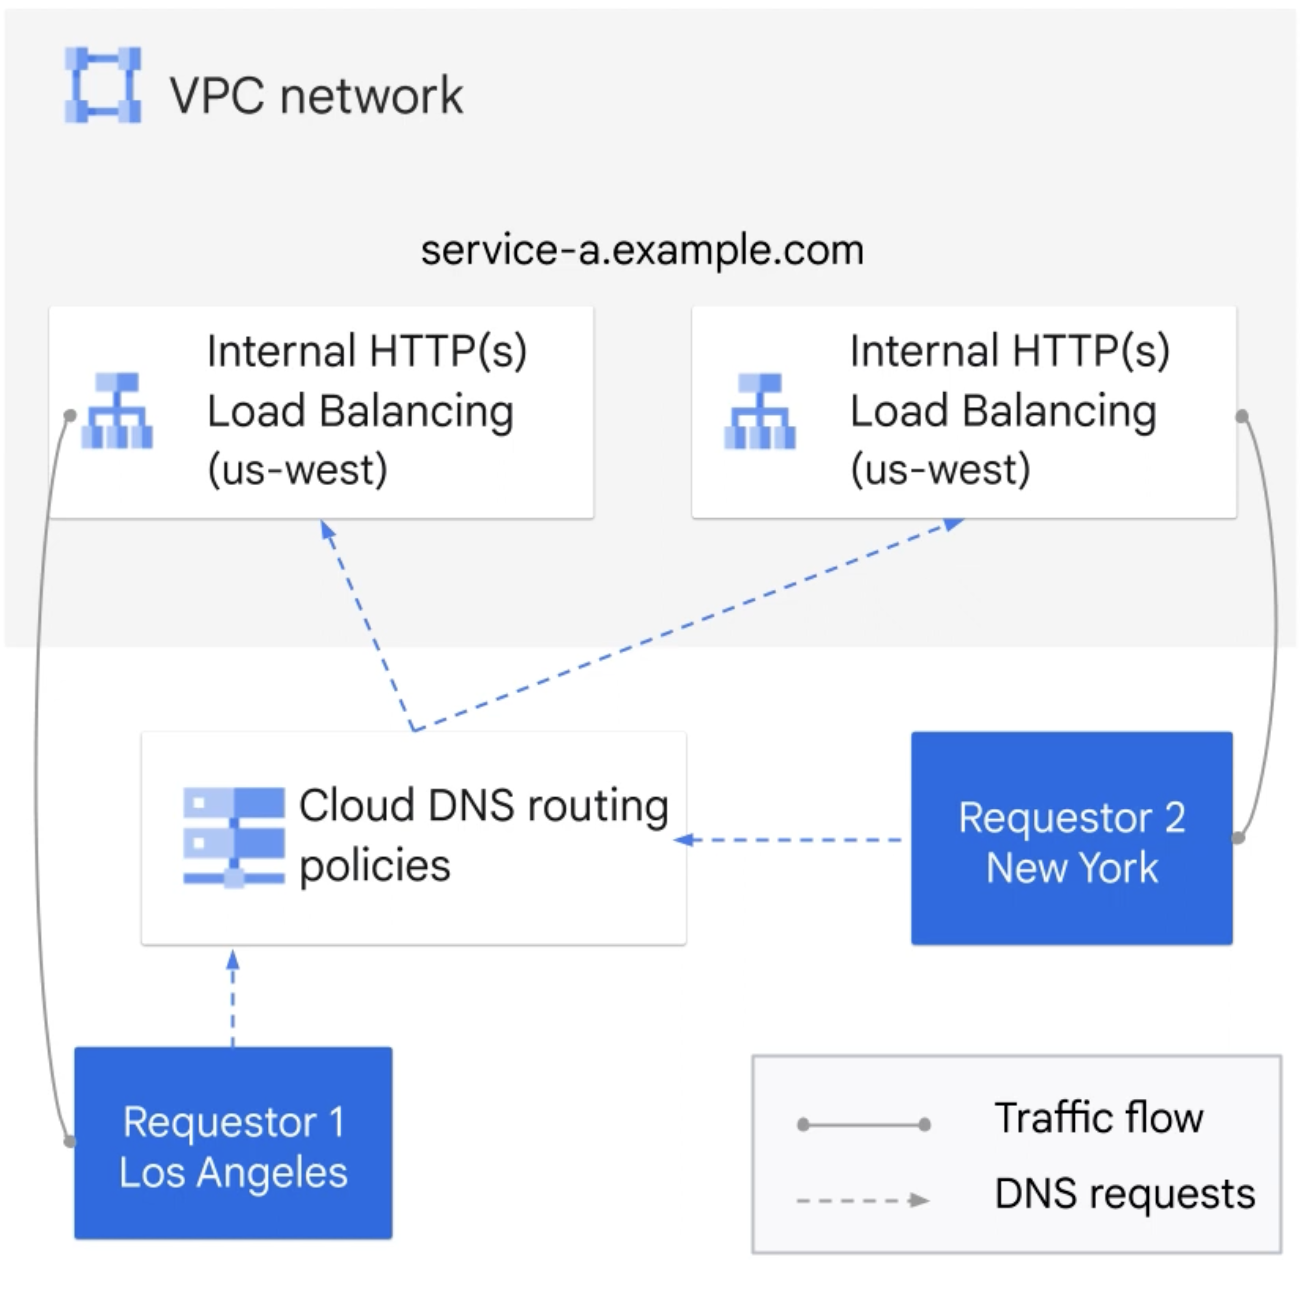 VPC network
service-a.example.com
Internal HTTP(s)
Load Balancing
(us-west)
Internal HTTP(s)
Load Balancing
(us-west)
Cloud DNS routing
policies
Requestor 2
New York
Requestor 1
Los Angeles
Traffic flow
DNS requests